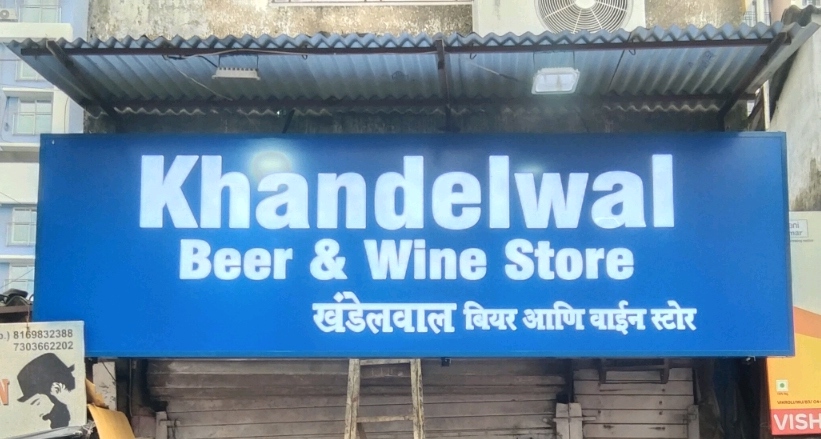 Khandelwal
Beer & Wine Store
खंडेलवाल बियर आणि वाईन स्टोर
8169832388
7303662202
VISH